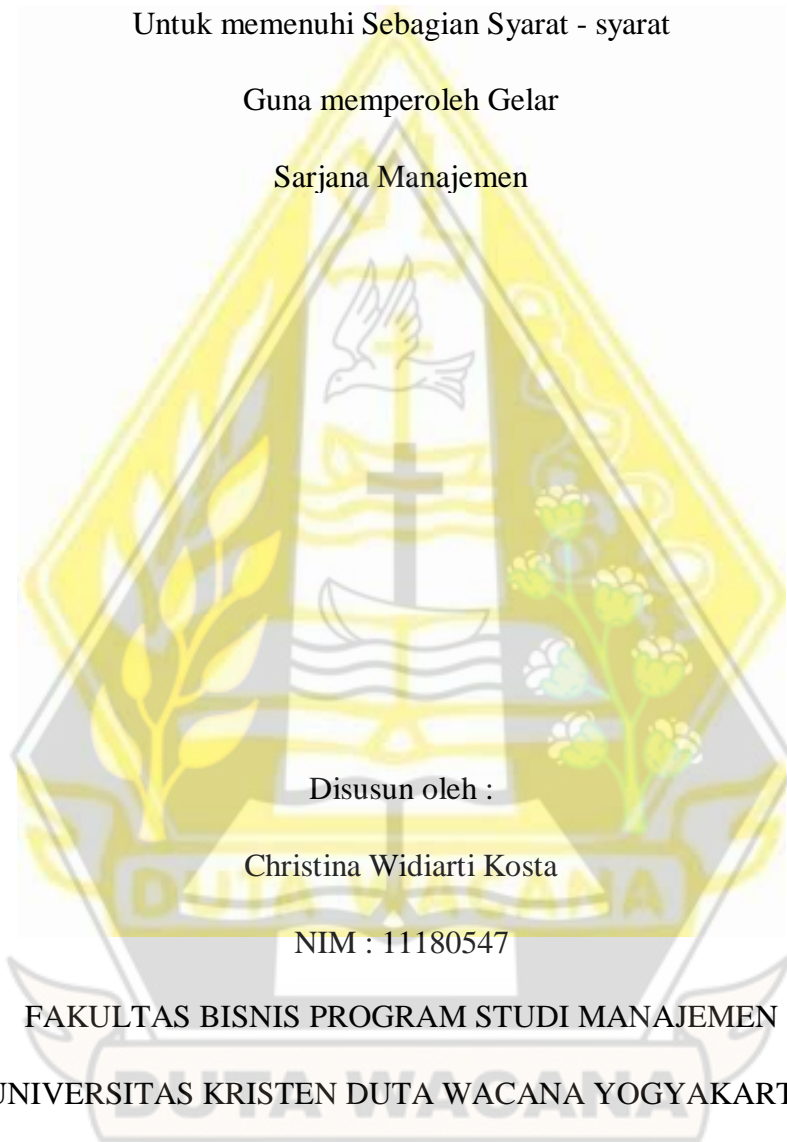 Untuk memenuhi Sebagian Syarat - syarat
Guna memperoleh Gelar
Sarjana Manajemen
Disusun oleh :
Christina Widiarti Kosta
DUTA WACANA
NIM : 11180547
FAKULTAS BISNIS PROGRAM STUDI MANAJEMEN
DUTA WACANA
UNIVERSITAS KRISTEN DUTA WACANA YOGYAKART